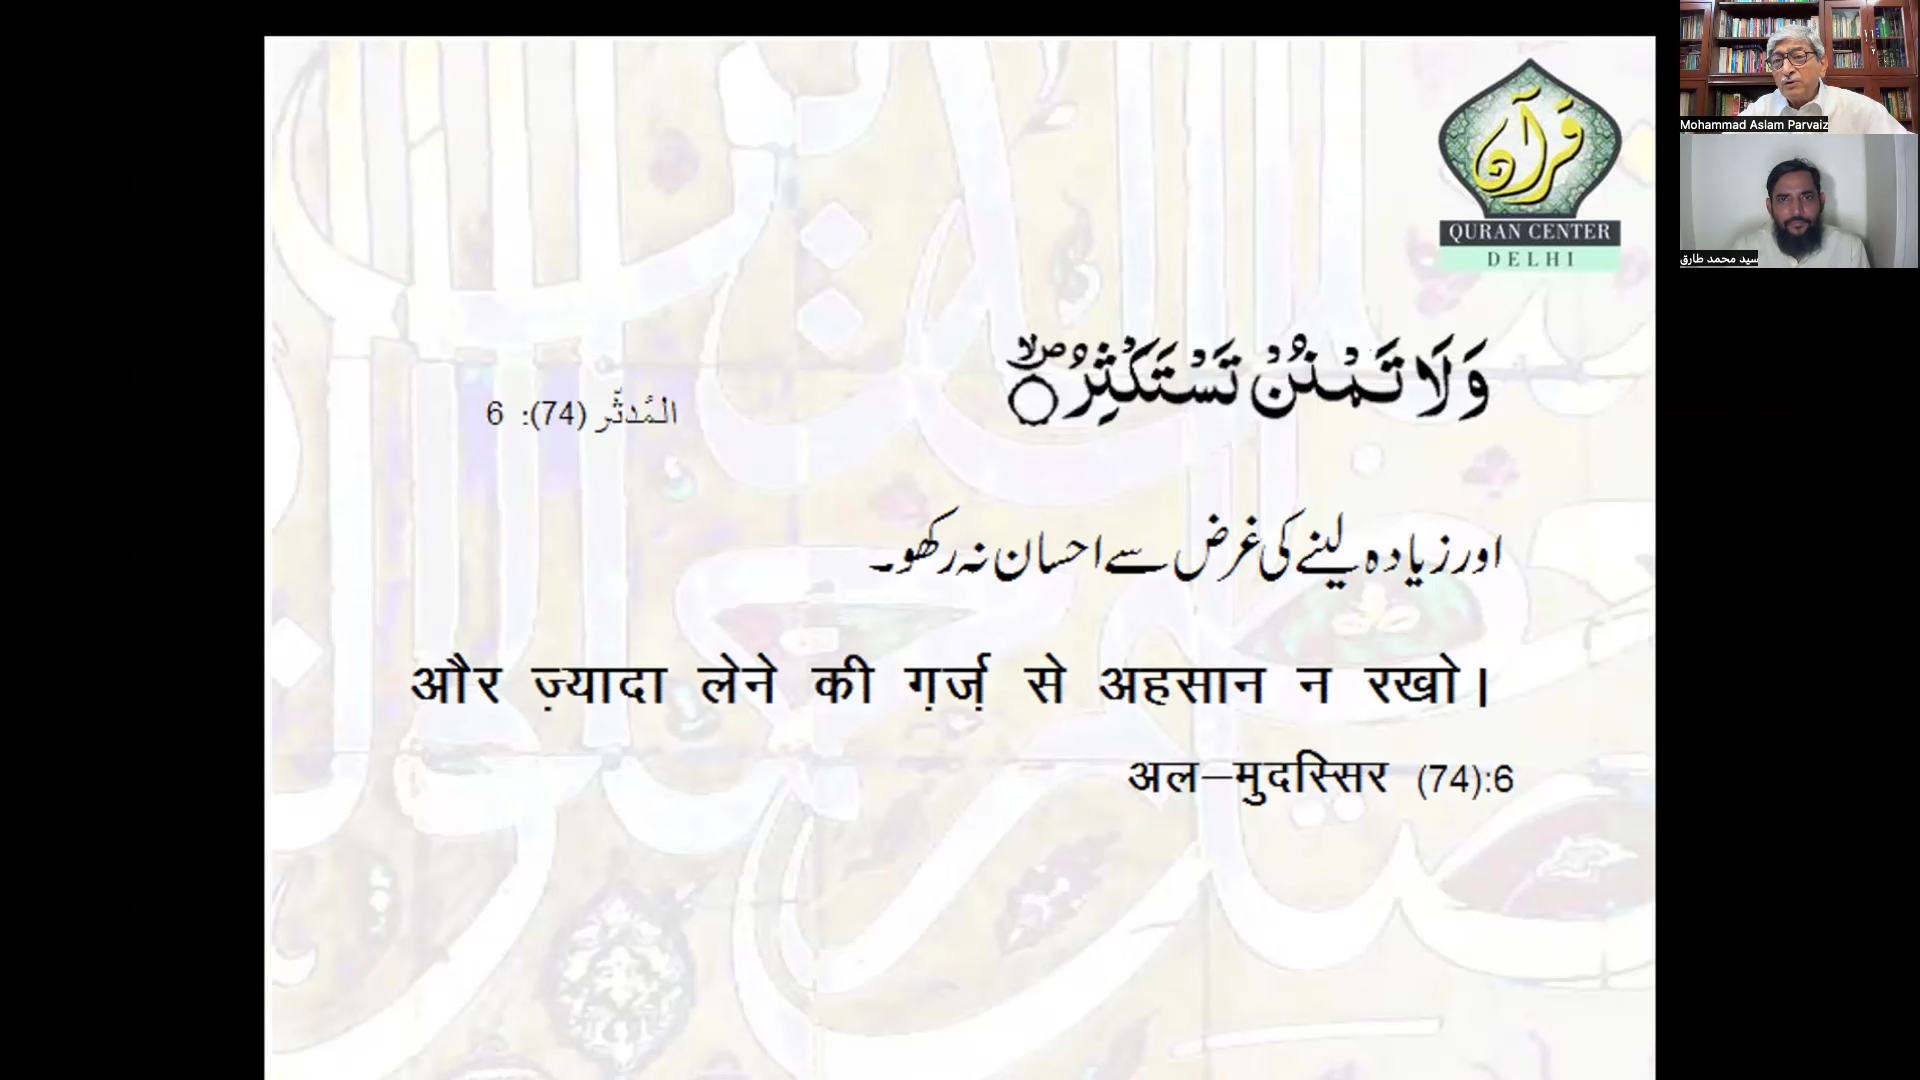 Mohammad Aslam Parvaiz
سید محمد طارق
قرآن
QURAN CENTER
DELHI
وَلَا تَمْنُنْ تَسْتَكْثِرُ ۙ
المُدثّر (74): 6
اور زیادہ لینے کی غرض سے احسان نہ رکھو۔
और ज़्यादा लेने की ग़र्ज़ से अहसान न रखो।
अल–मुदस्सिर (74):6